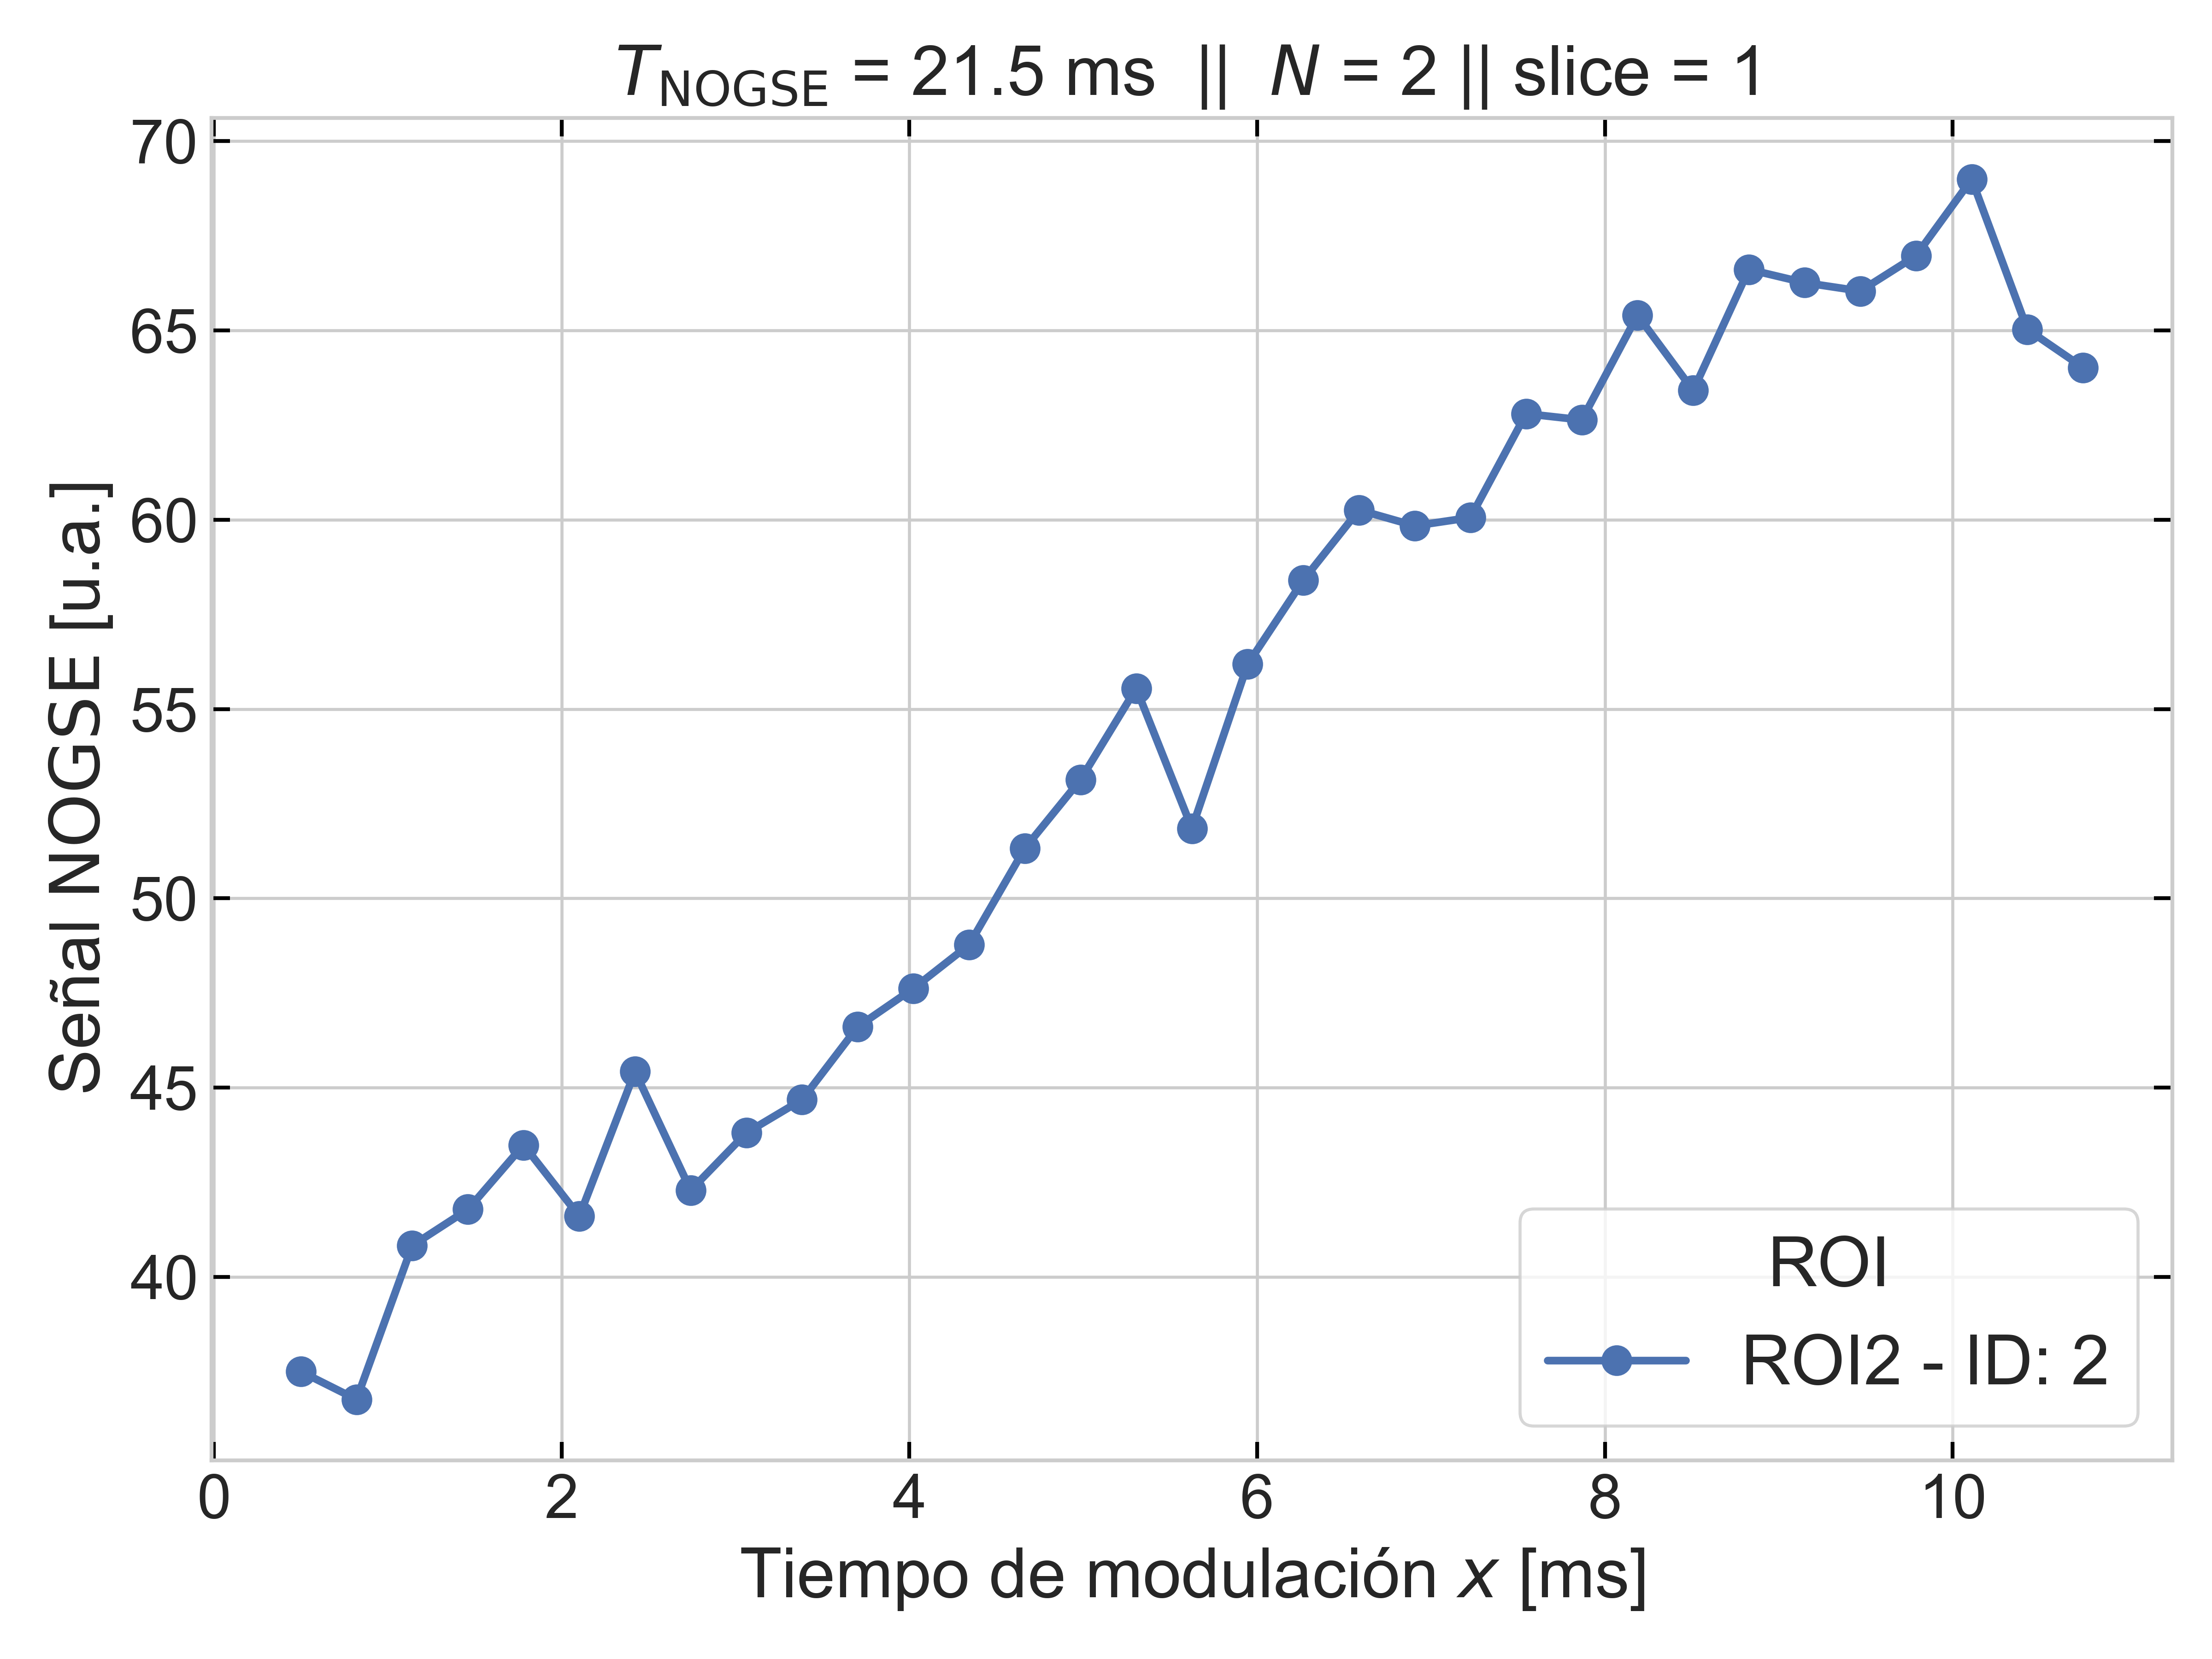 T_NOGSE = 21.5 ms || N = 2 || slice = 1
Señal NOGSE [u.a.]
70
65
60
55
50
45
40
ROI
ROI2 - ID: 2
0 2 4 6 8 10
Tiempo de modulación x [ms]